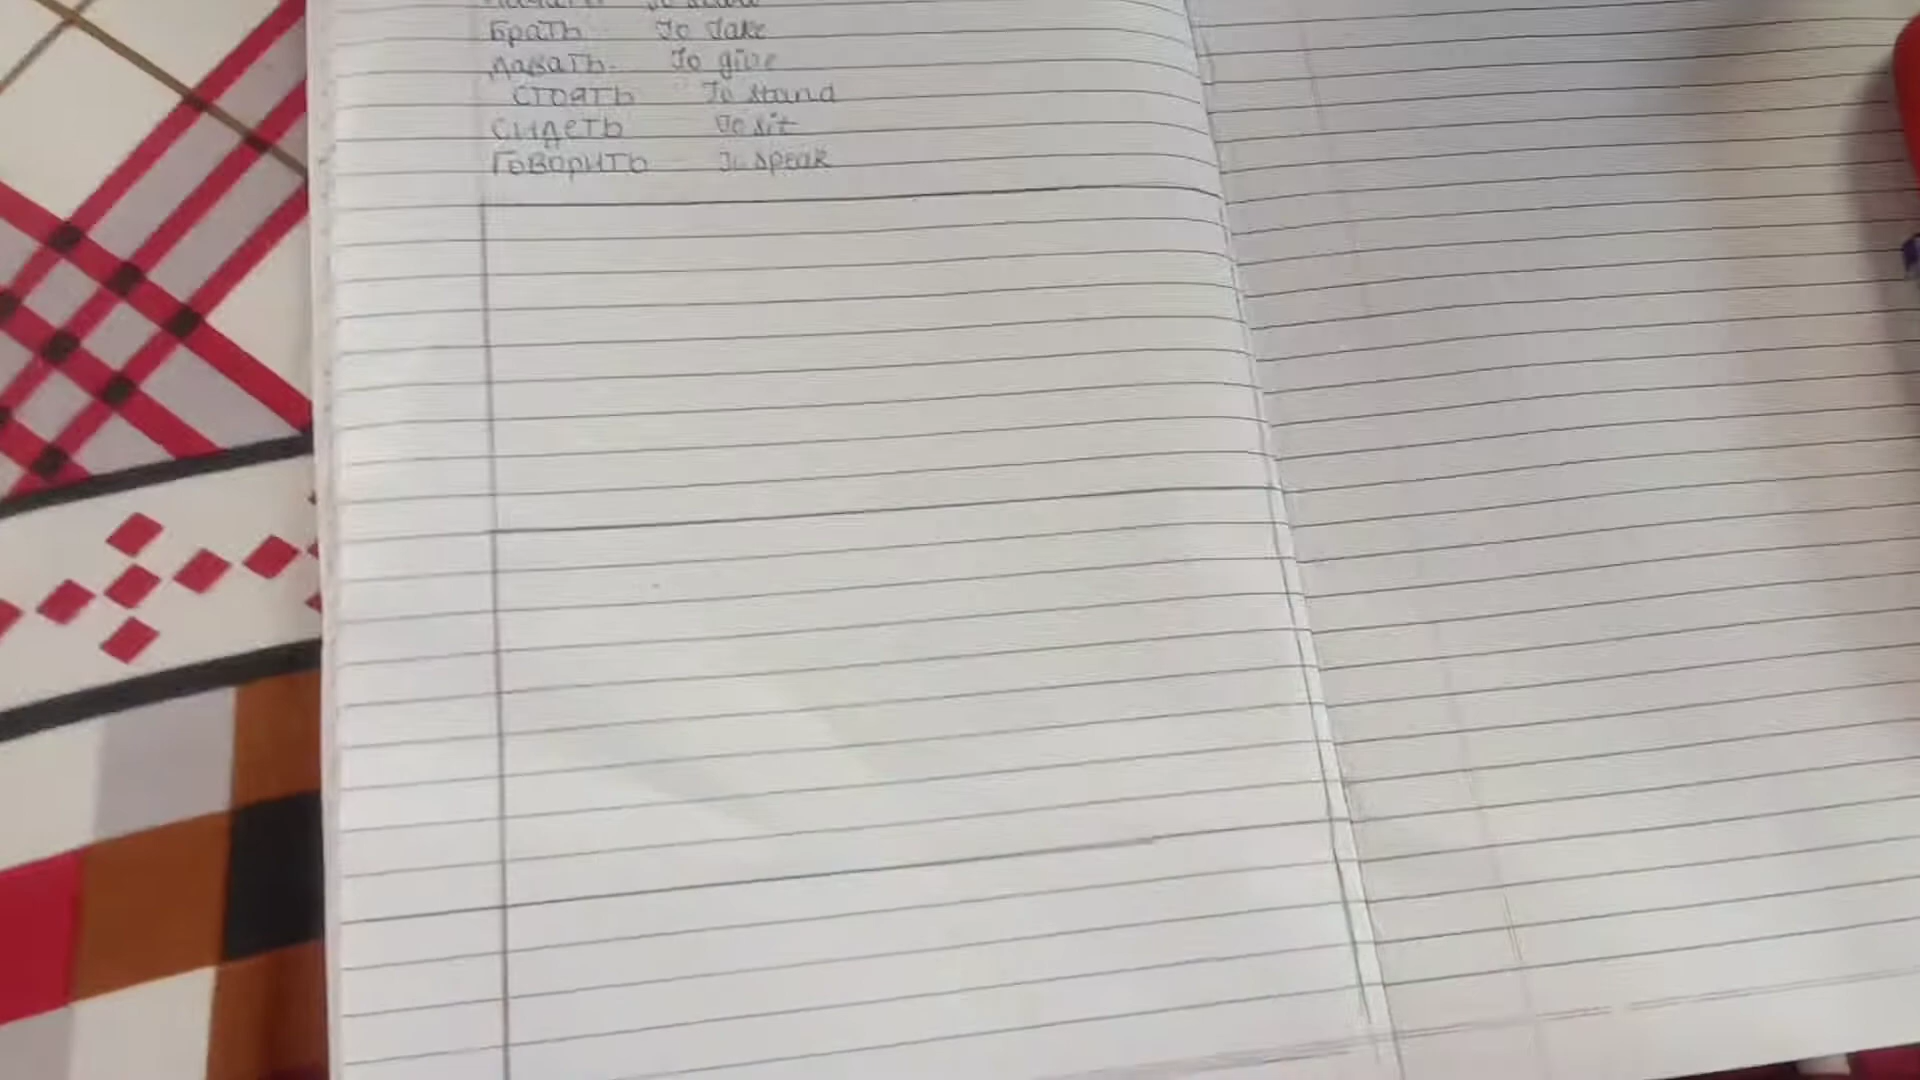 Брать To Take
Давать. To give
Стоять To stand
Сидеть To sit
Говорить To speak